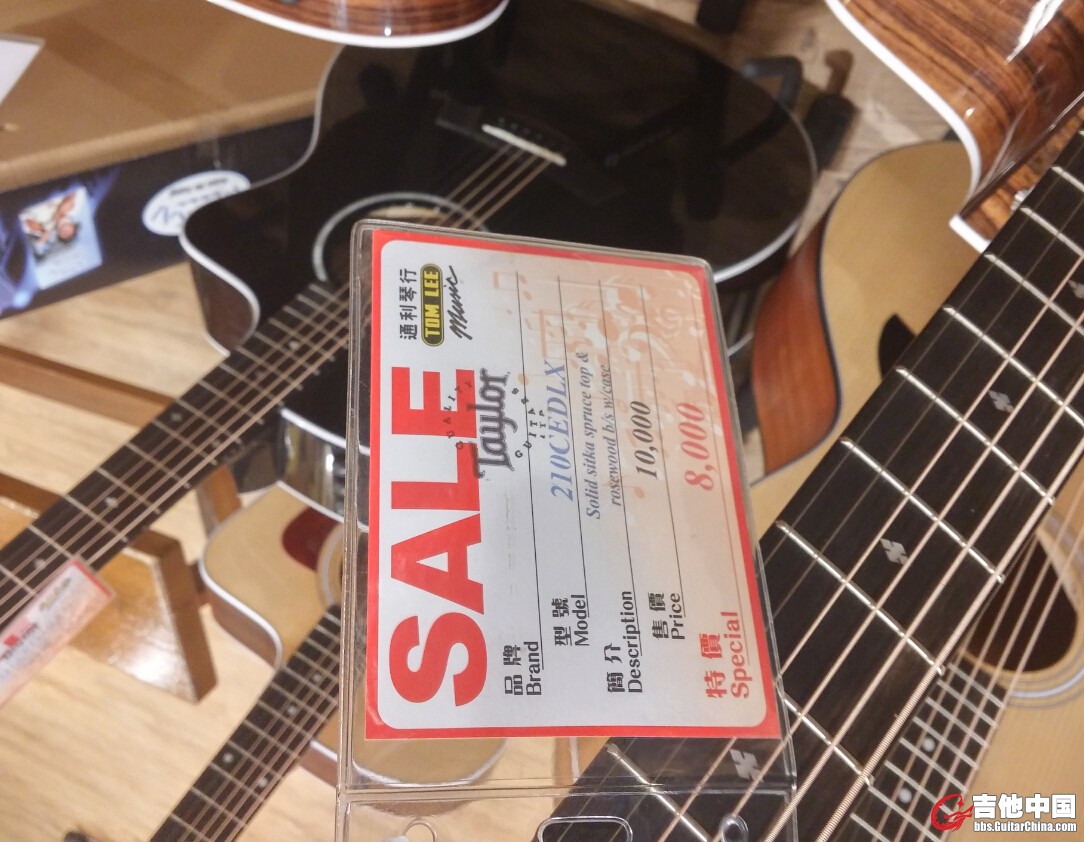 SALE
通利琴行
TOM LEE
Music
品牌
Brand
QUALITY
Taylor
GUITARS
型號
Model
210CEDLX
簡介
Description
Solid sitka spruce top &
rosewood b/s w/case
售價
Price
10,000
特價
Special
8,000
吉他中国
bbs.GuitarChina.com